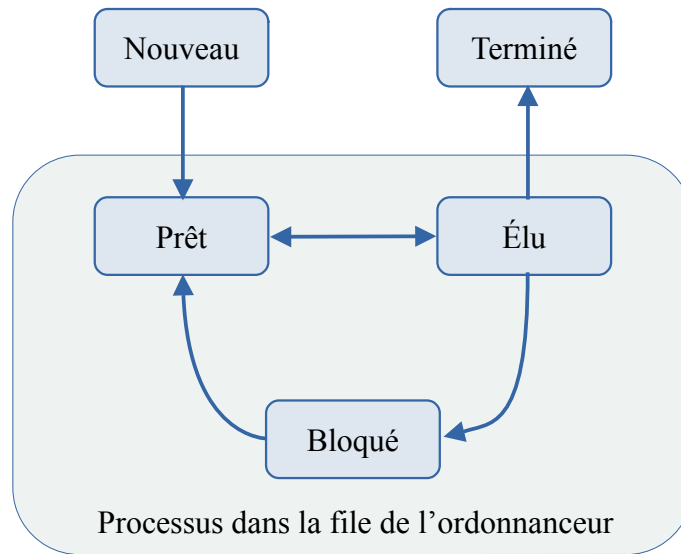 Nouveau
Terminé
Prêt
Élu
Bloqué
Processus dans la file de l’ordonnanceur